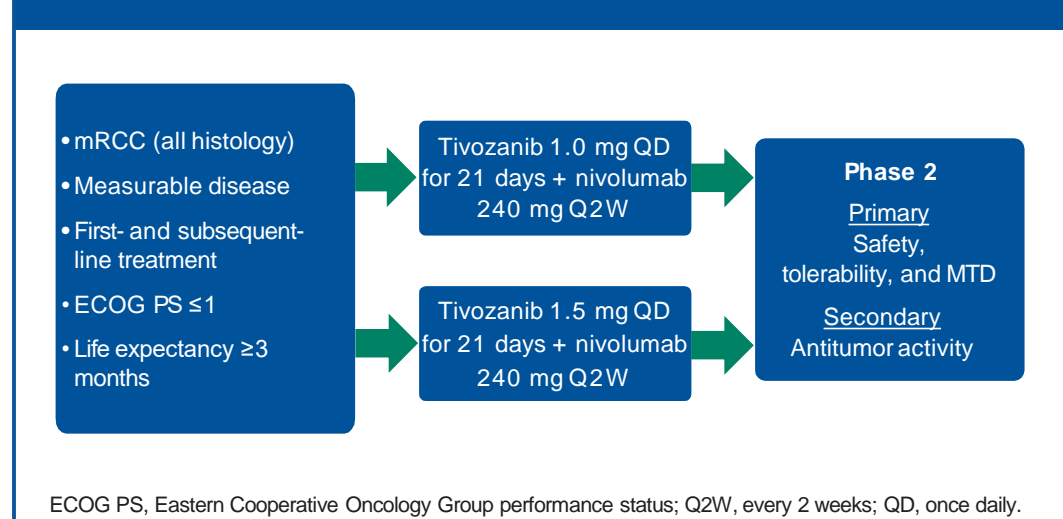 • mRCC (all histology)
• Measurable disease
• First- and subsequent-
line treatment
• ECOG PS ≤1
• Life expectancy ≥3
months
Tivozanib 1.0 mg QD
for 21 days + nivolumab
240 mg Q2W
Tivozanib 1.5 mg QD
for 21 days + nivolumab
240 mg Q2W
Phase 2
Primary
Safety,
tolerability, and MTD
Secondary
Antitumor activity
ECOG PS, Eastern Cooperative Oncology Group performance status; Q2W, every 2 weeks; QD, once daily.